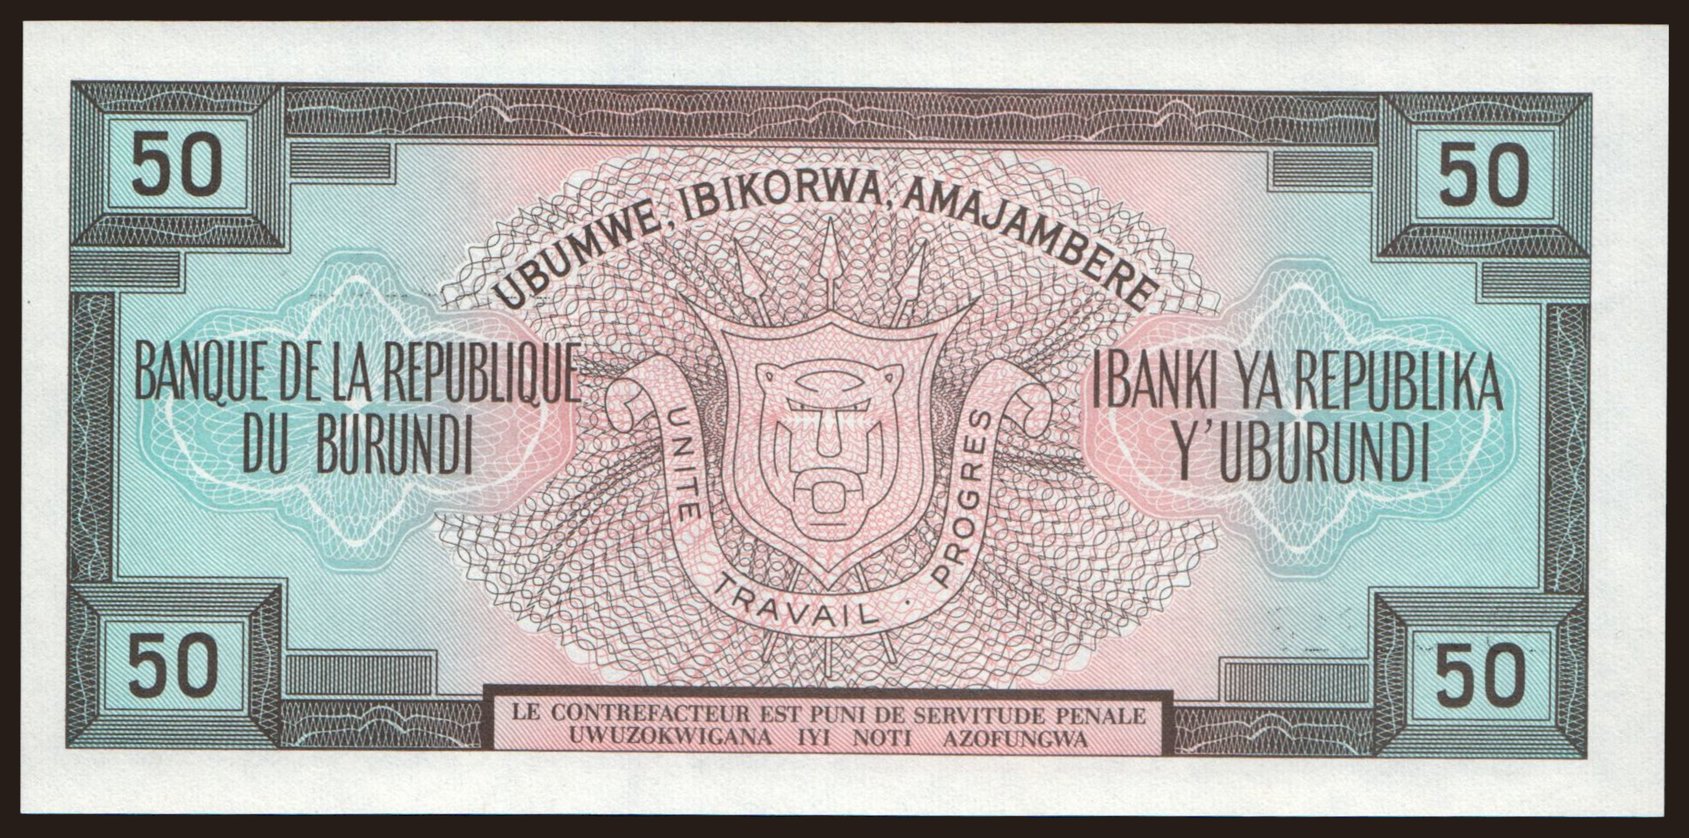 50
50
UBUMWE, IBIKORWA, AMAJAMBERE
BANQUE DE LA REPUBLIQUE
DU BURUNDI
IBANKI YA REPUBLIKA
Y'UBURUNDI
UNITE TRAVAIL · PROGRES
50
50
LE CONTREFACTEUR EST PUNI DE SERVITUDE PENALE
UWUZOKWIGANA IYI NOTI AZOFUNGWA